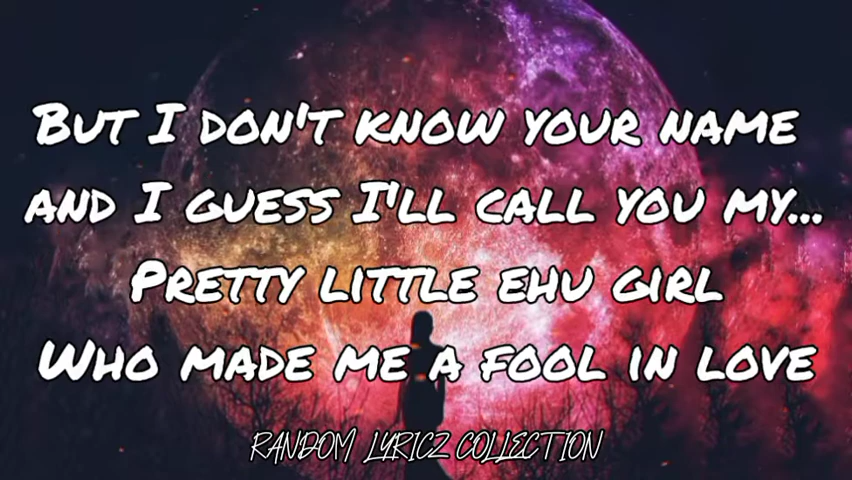 But I don't know your name
and I guess I'll call you my...
Pretty little ehu girl
Who made me a fool in love
RANDOM LYRICZ COLLECTION